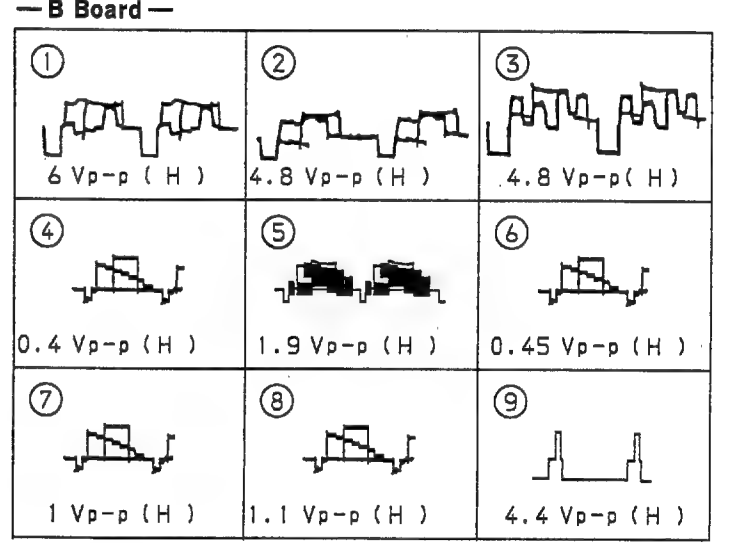 — B Board —
① ② ③
6 Vp-p ( H ) 4.8 Vp-p ( H ) 4.8 Vp-p( H )
④ ⑤ ⑥
0.4 Vp-p ( H ) 1.9 Vp-p ( H ) 0.45 Vp-p ( H )
⑦ ⑧ ⑨
1 Vp-p ( H ) 1.1 Vp-p ( H ) 4.4 Vp-p ( H )